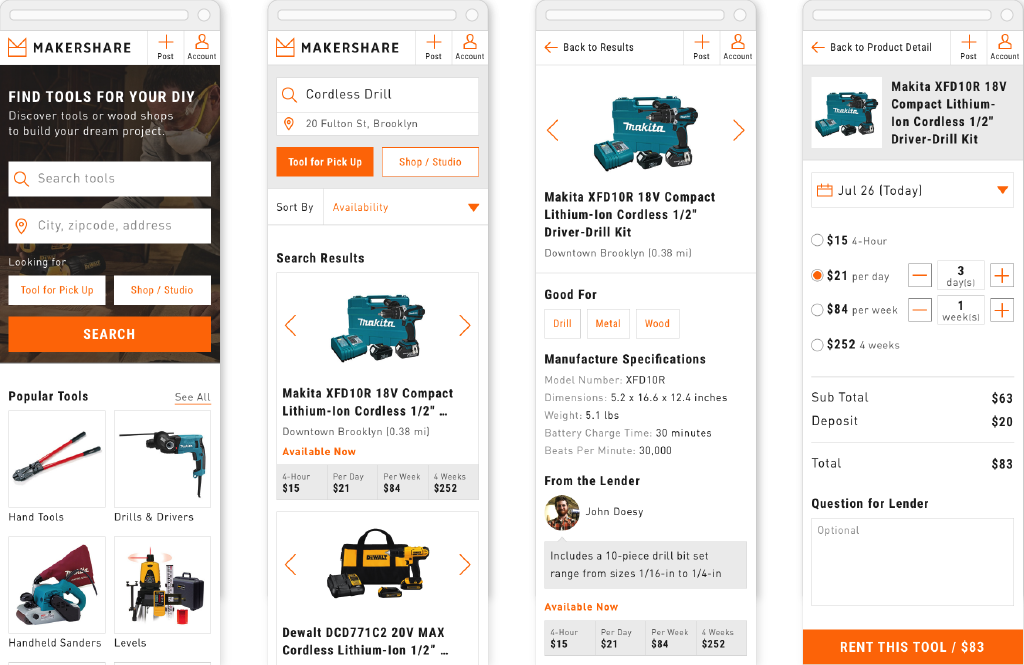 MAKERSHARE
Post
Account
FIND TOOLS FOR YOUR DIY
Discover tools or wood shops
to build your dream project.
Search tools
City, zipcode, address
Looking for
Tool for Pick Up
Shop / Studio
SEARCH
Popular Tools
See All
Hand Tools
Drills & Drivers
Handheld Sanders
Levels
MAKERSHARE
Post
Account
Cordless Drill
20 Fulton St, Brooklyn
Tool for Pick Up
Shop / Studio
Sort By
Availability
Search Results
makita
Makita XFD10R 18V Compact
Lithium-Ion Cordless 1/2" ...
Downtown Brooklyn (0.38 mi)
Available Now
4-Hour
$15
Per Day
$21
Per Week
$84
4 Weeks
$252
DEWALT
Dewalt DCD771C2 20V MAX
Cordless Lithium-Ion 1/2" ...
Back to Results
Post
Account
makita
Makita XFD10R 18V Compact
Lithium-Ion Cordless 1/2"
Driver-Drill Kit
Downtown Brooklyn (0.38 mi)
Good For
Drill
Metal
Wood
Manufacture Specifications
Model Number: XFD10R
Dimensions: 5.2 x 16.6 x 12.4 inches
Weight: 5.1 lbs
Battery Charge Time: 30 minutes
Beats Per Minute: 30,000
From the Lender
John Doesy
Includes a 10-piece drill bit set
range from sizes 1/16-in to 1/4-in
Available Now
4-Hour
$15
Per Day
$21
Per Week
$84
4 Weeks
$252
Back to Product Detail
Post
Account
makita
Makita XFD10R 18V
Compact Lithium-
Ion Cordless 1/2"
Driver-Drill Kit
Jul 26 (Today)
$15 4-Hour
$21 per day
3
day(s)
$84 per week
1
week(s)
$252 4 weeks
Sub Total $63
Deposit $20
Total $83
Question for Lender
Optional
RENT THIS TOOL / $83